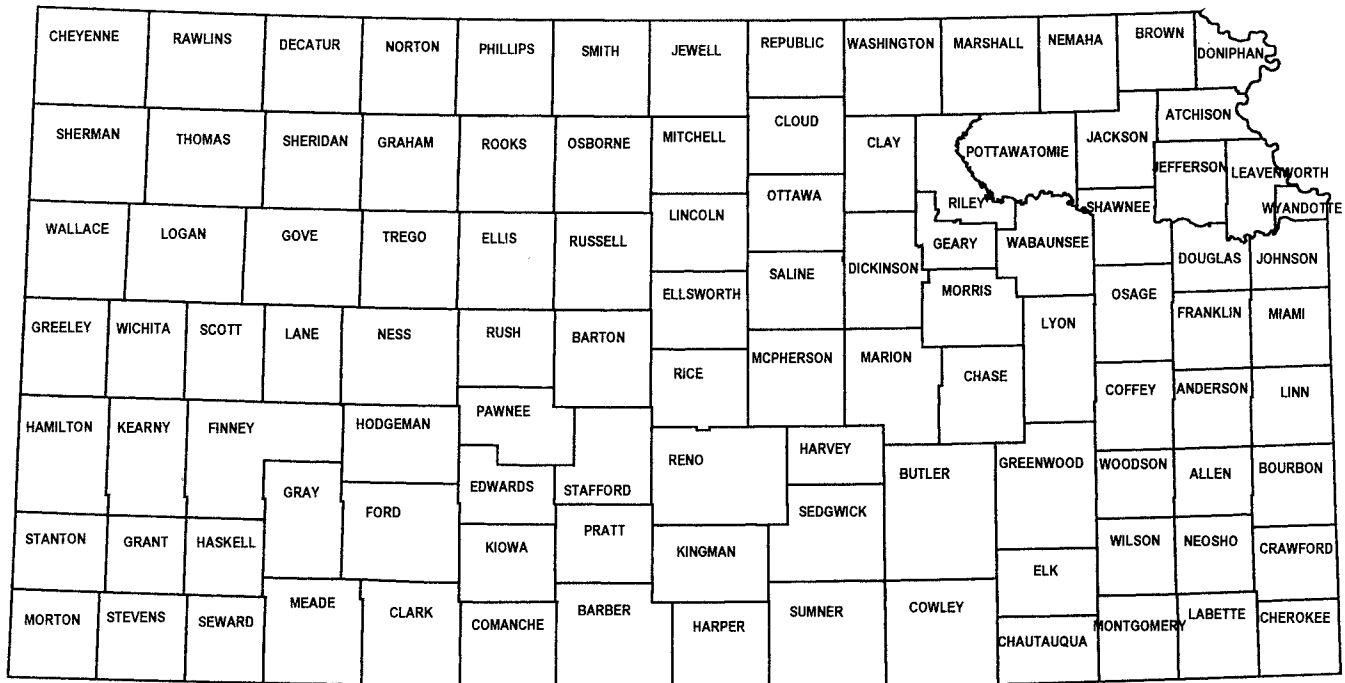 CHEYENNE
RAWLINS
DECATUR
NORTON
PHILLIPS
SMITH
JEWELL
REPUBLIC
WASHINGTON
MARSHALL
NEMAHA
BROWN
DONIPHAN
SHERMAN
THOMAS
SHERIDAN
GRAHAM
ROOKS
OSBORNE
MITCHELL
CLOUD
CLAY
POTTAWATOMIE
JACKSON
ATCHISON
JEFFERSON
LEAVENWORTH
WYANDOTTE
WALLACE
LOGAN
GOVE
TREGO
ELLIS
RUSSELL
LINCOLN
OTTAWA
RILEY
SHAWNEE
GEARY
WABAUNSEE
DOUGLAS
JOHNSON
ELLSWORTH
SALINE
DICKINSON
MORRIS
OSAGE
GREELEY
WICHITA
SCOTT
LANE
NESS
RUSH
BARTON
RICE
MCPHERSON
MARION
CHASE
LYON
FRANKLIN
MIAMI
HAMILTON
KEARNY
FINNEY
HODGEMAN
PAWNEE
COFFEY
ANDERSON
LINN
GRAY
FORD
EDWARDS
STAFFORD
RENO
HARVEY
BUTLER
GREENWOOD
WOODSON
ALLEN
BOURBON
STANTON
GRANT
HASKELL
KIOWA
PRATT
KINGMAN
SEDGWICK
ELK
WILSON
NEOSHO
CRAWFORD
MORTON
STEVENS
SEWARD
MEADE
CLARK
COMANCHE
BARBER
HARPER
SUMNER
COWLEY
CHAUTAUQUA
MONTGOMERY
LABETTE
CHEROKEE